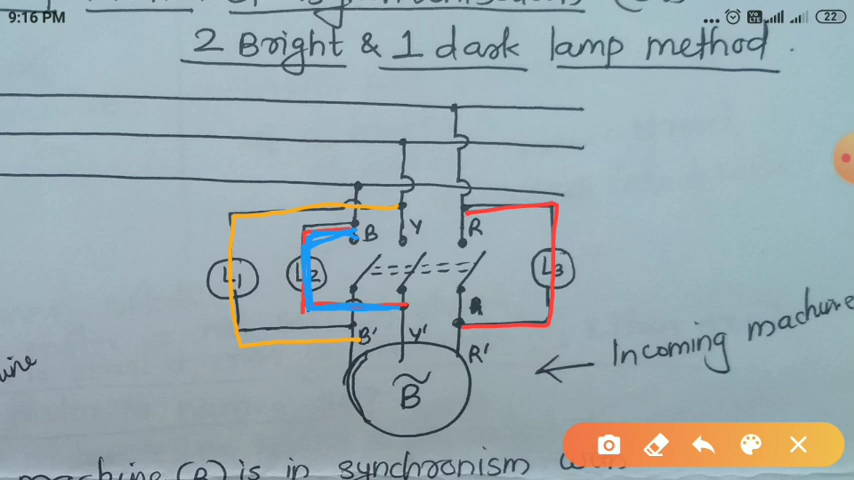 9:16 PM
22
2 Bright & 1 dark lamp method.
B Y R
L1 L2 L3
R
B' Y' R'
Incoming machine
B
machine (B) is in synchronism